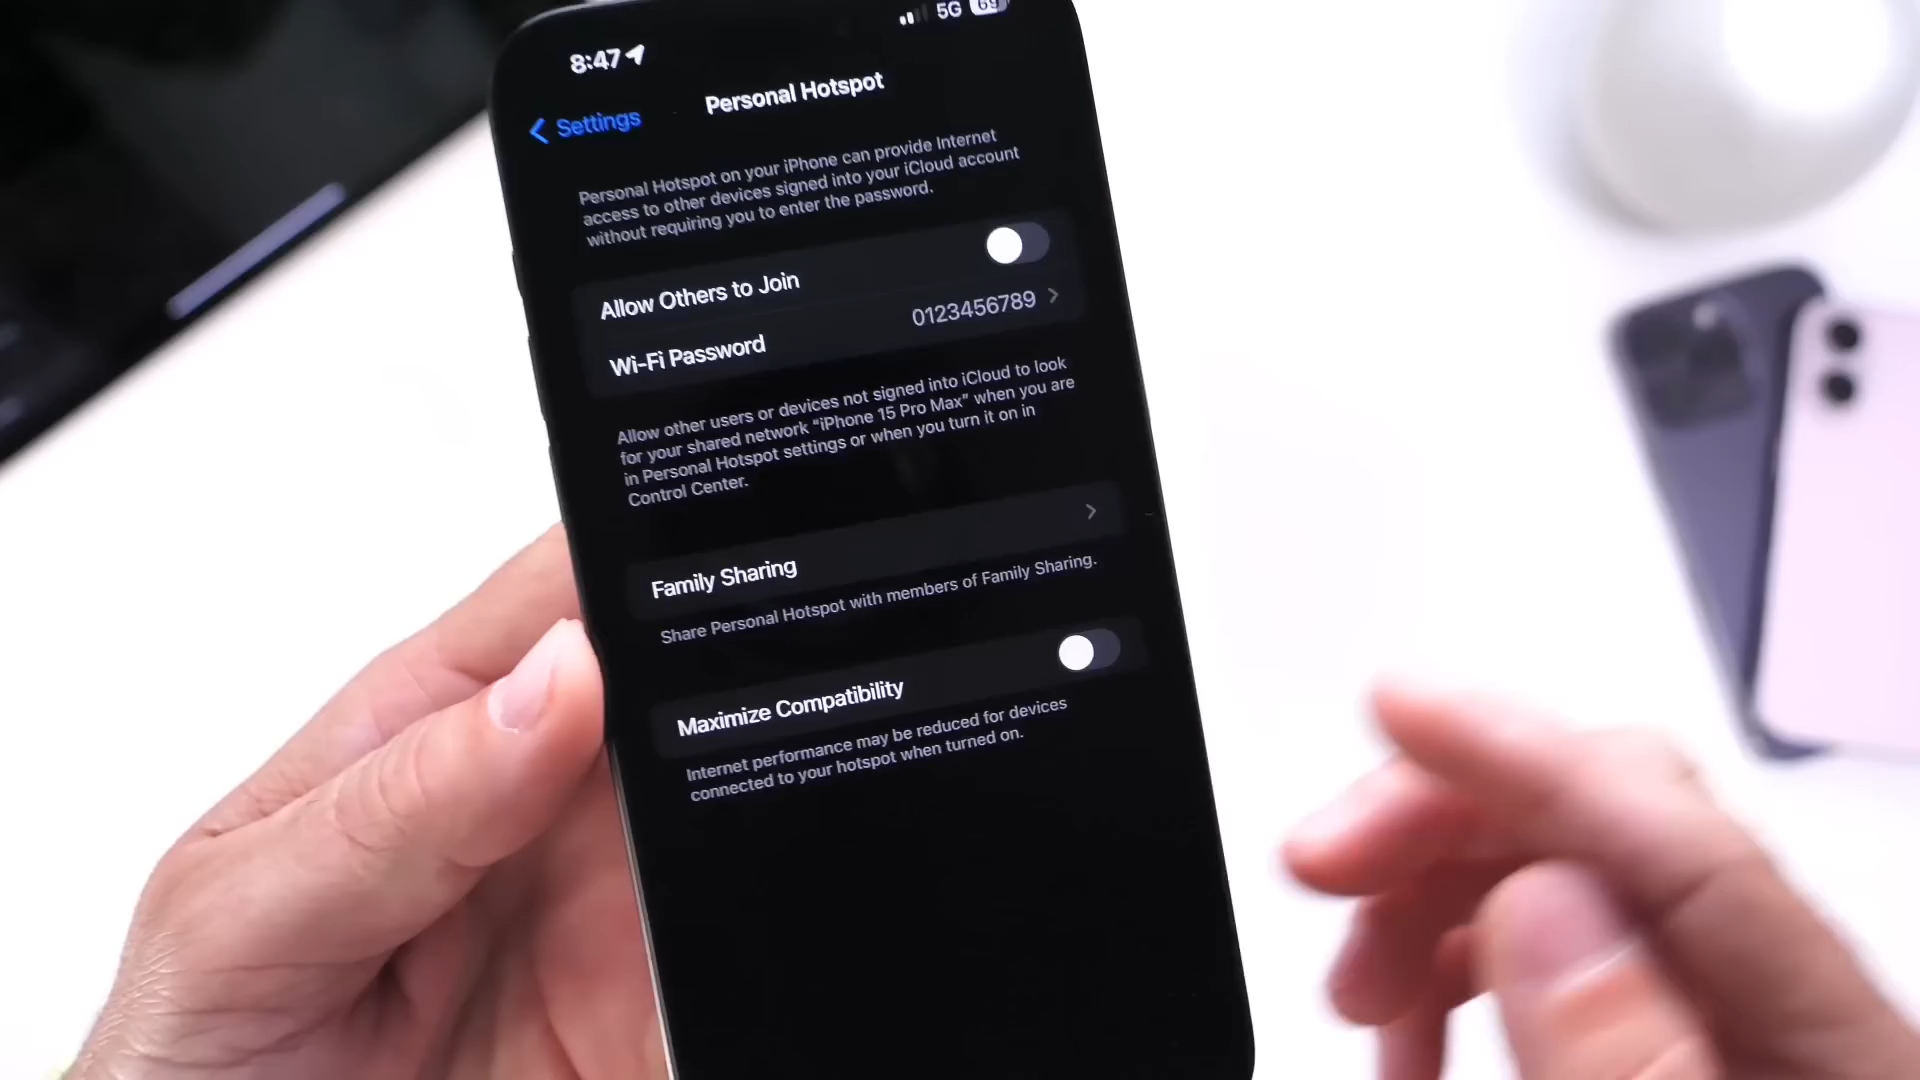 8:47
5G 69
Settings
Personal Hotspot
Personal Hotspot on your iPhone can provide Internet
access to other devices signed into your iCloud account
without requiring you to enter the password.
Allow Others to Join
Wi-Fi Password 0123456789
Allow other users or devices not signed into iCloud to look
for your shared network “iPhone 15 Pro Max” when you are
in Personal Hotspot settings or when you turn it on in
Control Center.
Family Sharing
Share Personal Hotspot with members of Family Sharing.
Maximize Compatibility
Internet performance may be reduced for devices
connected to your hotspot when turned on.